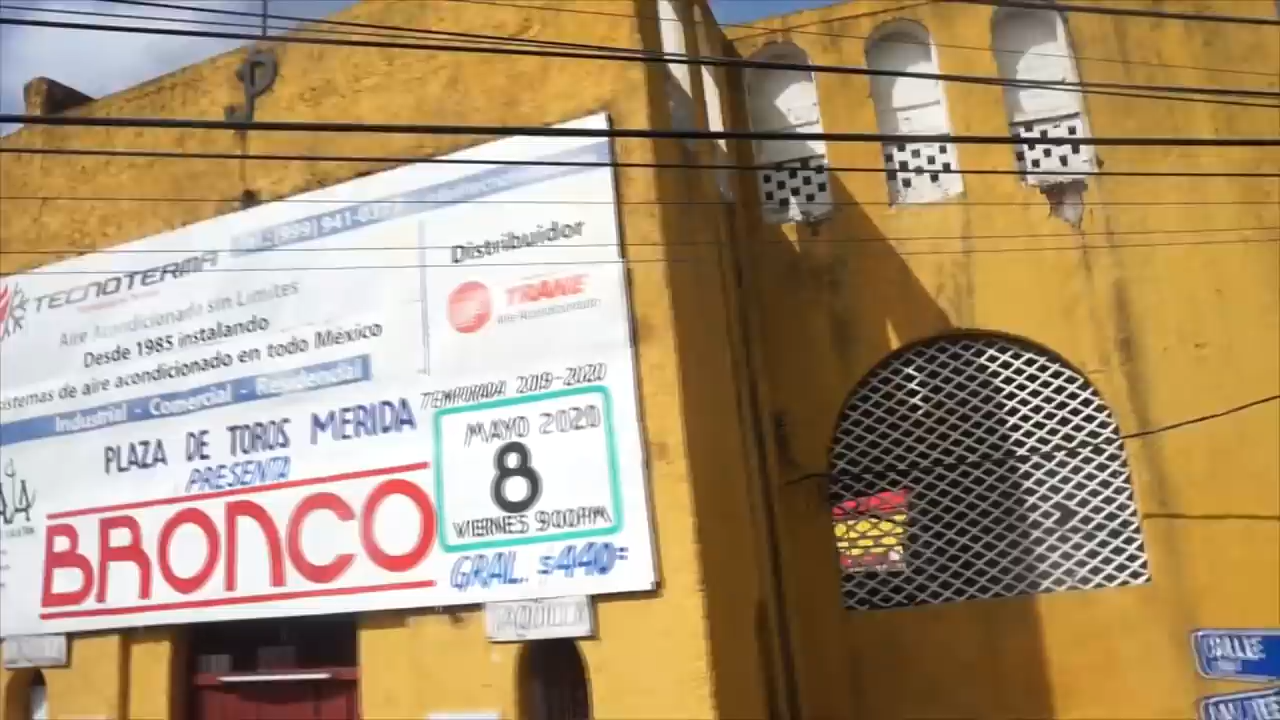 TECNOTERMA
Aire Acondicionado sin Limites
Desde 1985 instalando
sistemas de aire acondicionado en todo México
Industrial - Comercial - Residencial
Distribuidor
TRANE
PLAZA DE TOROS MERIDA
PRESENTA
BRONCO
TEMPORADA 2019-2020
MAYO 2020
8
VIERNES 9:00PM
GRAL. $440=
TAQUILLA
CALLE